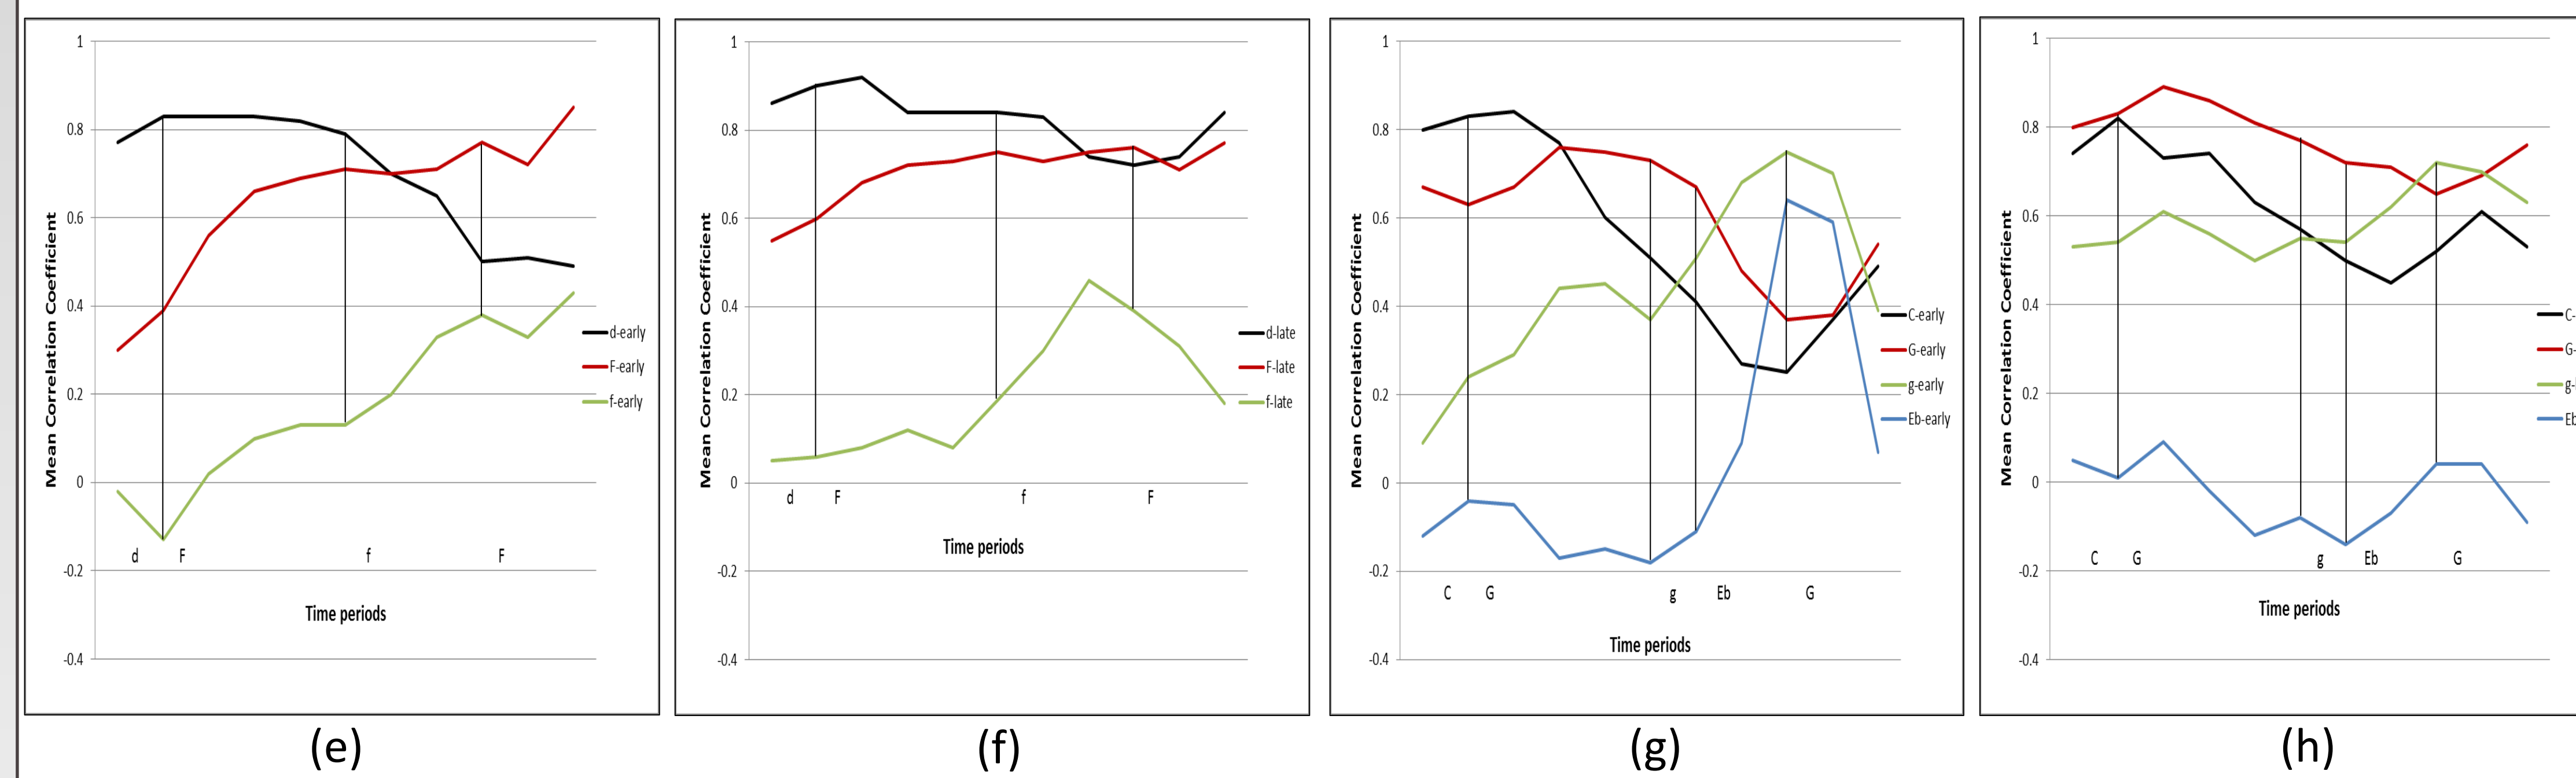 1
0.8
0.6
0.4
0.2
0
-0.2
-0.4
Mean Correlation Coefficient
d F f F
Time periods
d-early
F-early
f-early
(e)
1
0.8
0.6
0.4
0.2
0
-0.2
-0.4
Mean Correlation Coefficient
d F f F
Time periods
d-late
F-late
f-late
(f)
1
0.8
0.6
0.4
0.2
0
-0.2
-0.4
Mean Correlation Coefficient
C G g Eb G
Time periods
C-early
G-early
g-early
Eb-early
(g)
1
0.8
0.6
0.4
0.2
0
-0.2
-0.4
Mean Correlation Coefficient
C G g Eb G
Time periods
C-
G-
g-
Eb
(h)